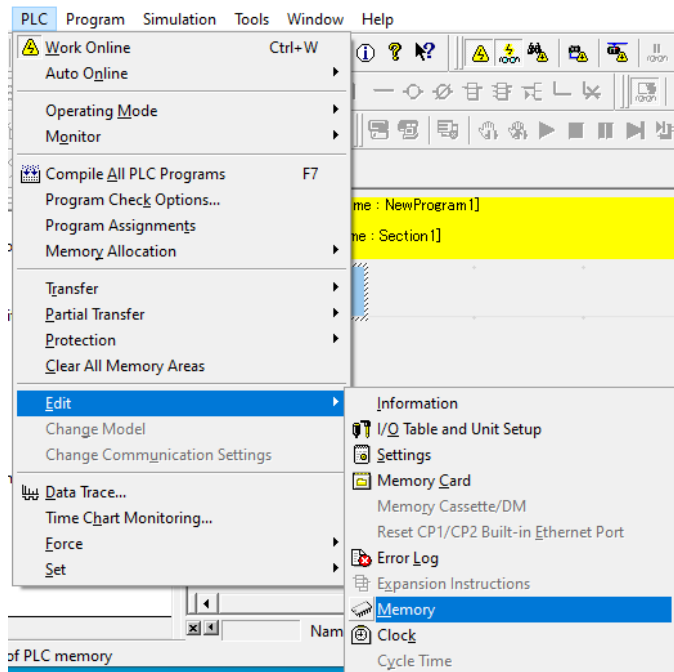 PLC Program Simulation Tools Window Help
Work Online Ctrl+W
Auto Online
Operating Mode
Monitor
Compile All PLC Programs F7
Program Check Options...
me : NewProgram1]
Program Assignments
me : Section1]
Memory Allocation
Transfer
Partial Transfer
Protection
Clear All Memory Areas
Edit
Information
Change Model
I/O Table and Unit Setup
Change Communication Settings
Settings
Memory Card
Data Trace...
Memory Cassette/DM
Time Chart Monitoring...
Reset CP1/CP2 Built-in Ethernet Port
Force
Error Log
Set
Expansion Instructions
Memory
Nam
Clock
of PLC memory
Cycle Time